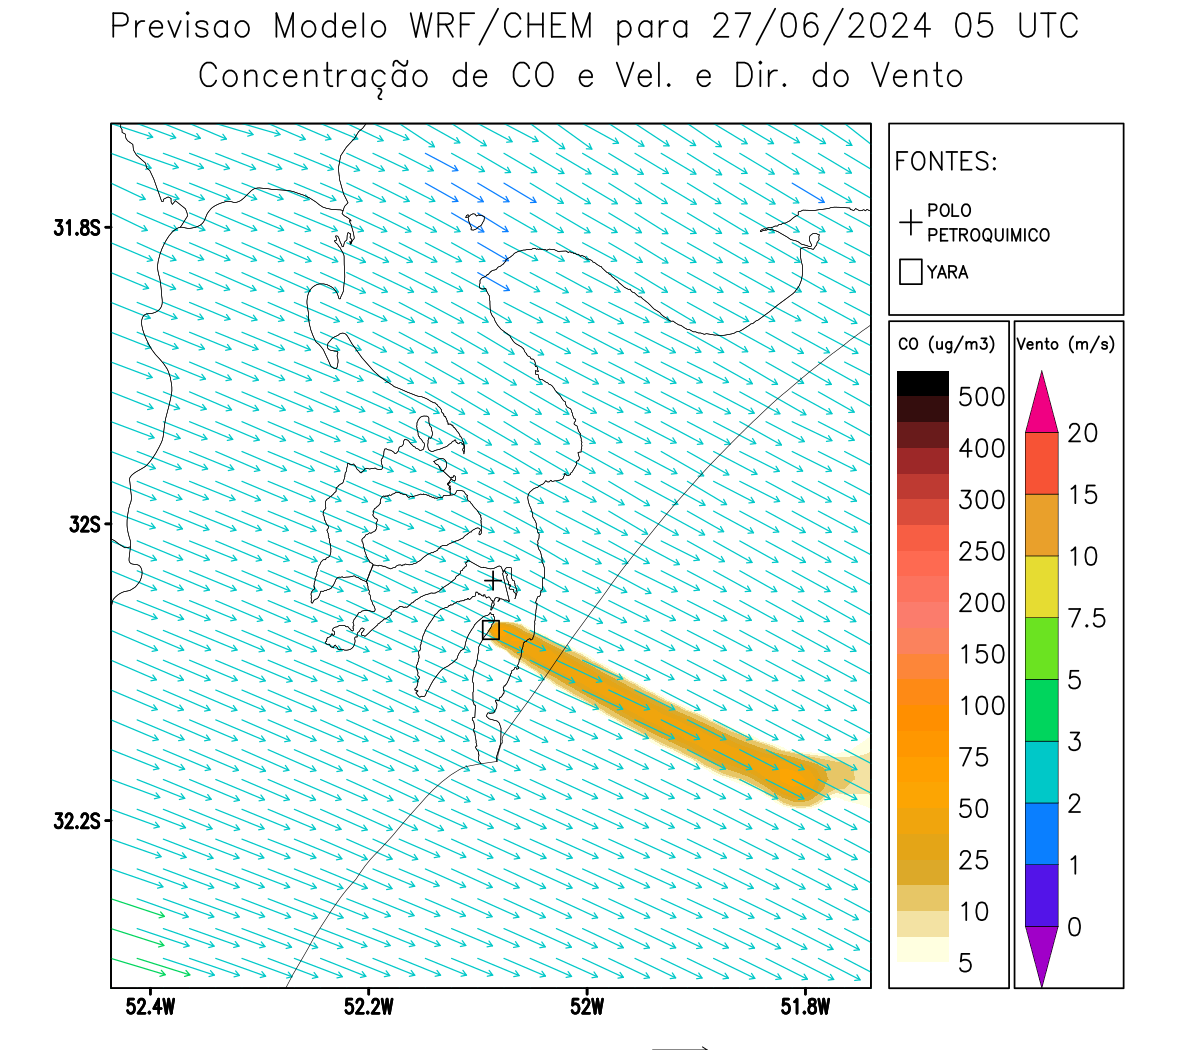 Previsao Modelo WRF/CHEM para 27/06/2024 05 UTC
Concentração de CO e Vel. e Dir. do Vento
FONTES:
POLO
PETROQUIMICO
YARA
CO (ug/m3)
500
400
300
250
200
150
100
75
50
25
10
5
Vento (m/s)
20
15
10
7.5
5
3
2
1
0
31.8S
32S
32.2S
52.4W
52.2W
52W
51.8W